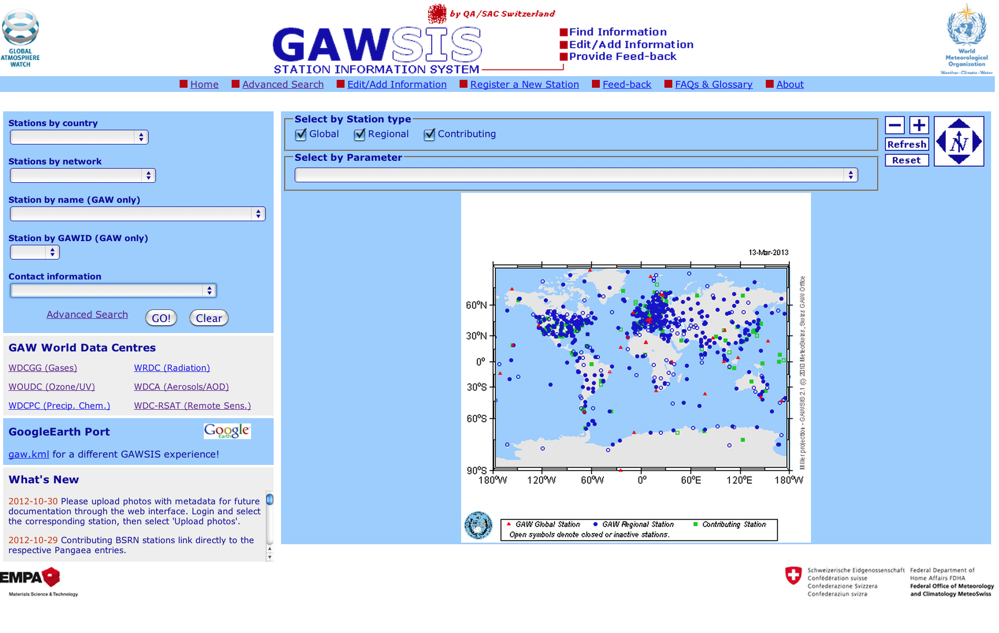 by QA/SAC Switzerland
GLOBAL
ATMOSPHERE
WATCH
GAWSIS
STATION INFORMATION SYSTEM
Find Information
Edit/Add Information
Provide Feed-back
World
Meteorological
Organization
Weather · Climate · Water
Home Advanced Search Edit/Add Information Register a New Station Feed-back FAQs & Glossary About
Stations by country
Stations by network
Station by name (GAW only)
Station by GAWID (GAW only)
Contact information
Advanced Search GO! Clear
GAW World Data Centres
WDCGG (Gases) WRDC (Radiation)
WOUDC (Ozone/UV) WDCA (Aerosols/AOD)
WDCPC (Precip. Chem.) WDC-RSAT (Remote Sens.)
GoogleEarth Port
Google
Earth
gaw.kml for a different GAWSIS experience!
What's New
2012-10-30 Please upload photos with metadata for future
documentation through the web interface. Login and select
the corresponding station, then select 'Upload photos'.
2012-10-29 Contributing BSRN stations link directly to the
respective Pangaea entries.
Select by Station type
Global Regional Contributing
Select by Parameter
Refresh
Reset
N
13-Mar-2013
60°N
30°N
0°
30°S
60°S
90°S
180°W 120°W 60°W 0° 60°E 120°E 180°W
Miller projection - GAWSIS 2.1 © 2010 MeteoSwiss, Swiss GAW Office
GAW Global Station GAW Regional Station Contributing Station
Open symbols denote closed or inactive stations.
EMPA
Materials Science & Technology
Schweizerische Eidgenossenschaft
Confédération suisse
Confederazione Svizzera
Confederaziun svizra
Federal Department of
Home Affairs FDHA
Federal Office of Meteorology
and Climatology MeteoSwiss